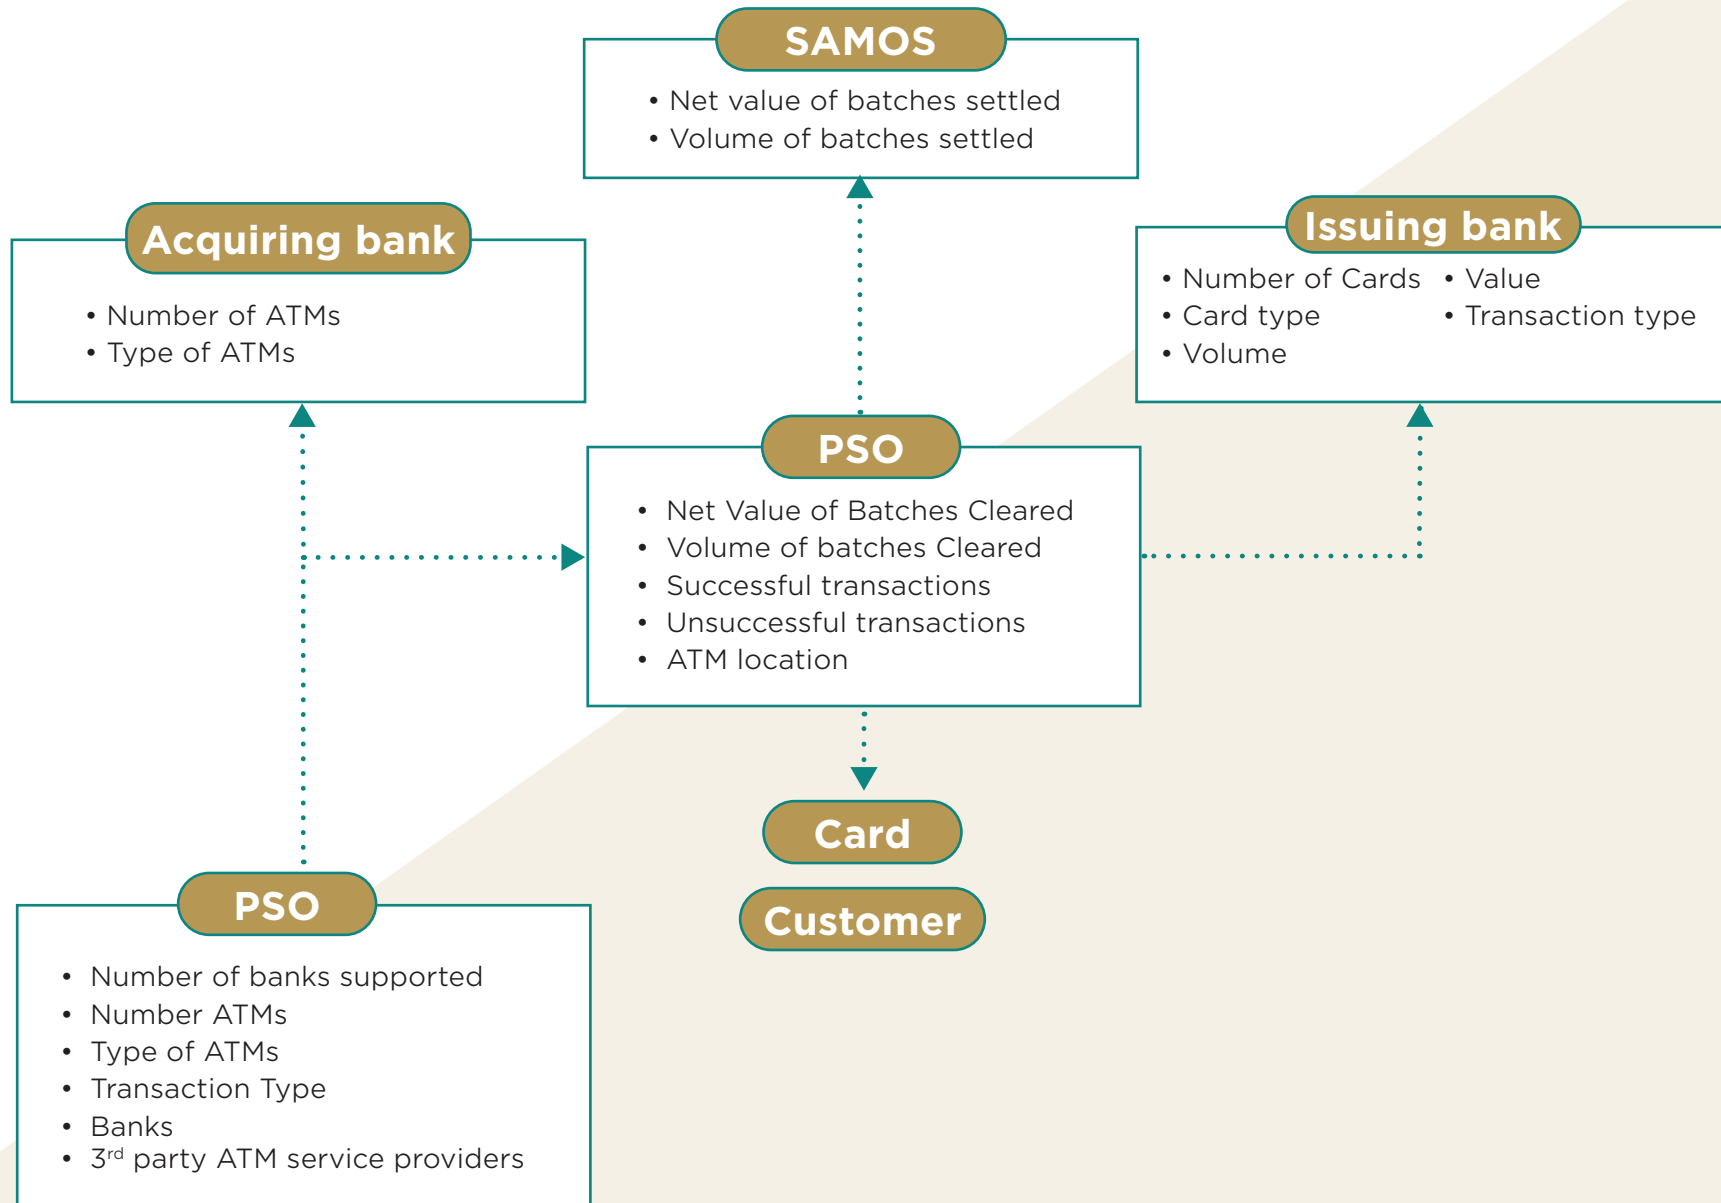 SAMOS
• Net value of batches settled
• Volume of batches settled
Acquiring bank
• Number of ATMs
• Type of ATMs
Issuing bank
• Number of Cards
• Card type
• Volume
• Value
• Transaction type
PSO
• Net Value of Batches Cleared
• Volume of batches Cleared
• Successful transactions
• Unsuccessful transactions
• ATM location
Card
Customer
PSO
• Number of banks supported
• Number ATMs
• Type of ATMs
• Transaction Type
• Banks
• 3rd party ATM service providers